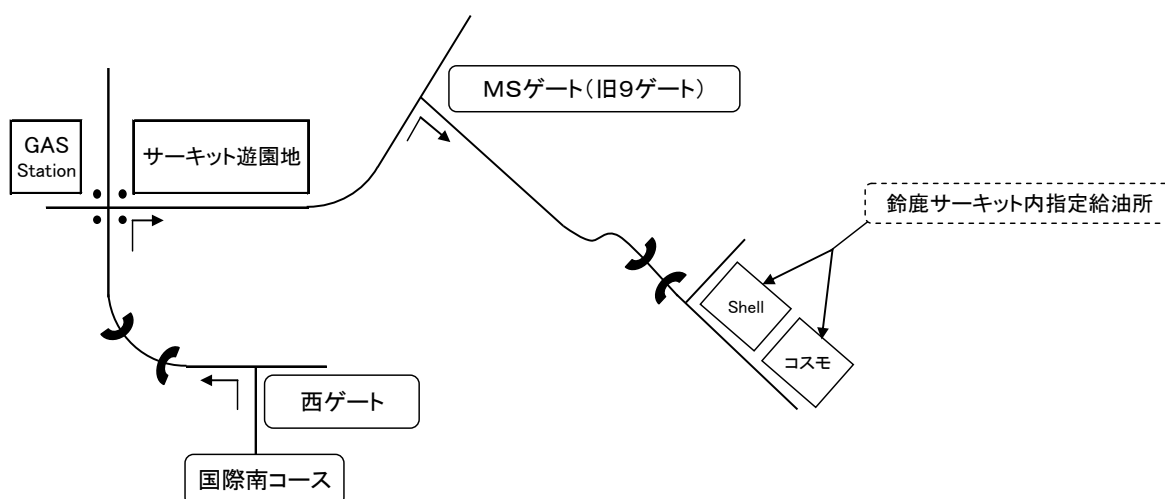 MSゲート(旧9ゲート)
GAS
Station
サーキット遊園地
鈴鹿サーキット内指定給油所
Shell
コスモ
西ゲート
国際南コース